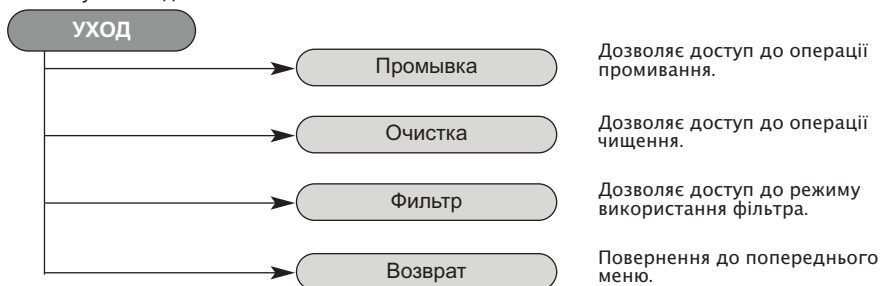 УХОД
Промывка
Дозволяє доступ до операції
промивання.
Очистка
Дозволяє доступ до операції
чищення.
Фильтр
Дозволяє доступ до режиму
використання фільтра.
Возврат
Повернення до попереднього
меню.